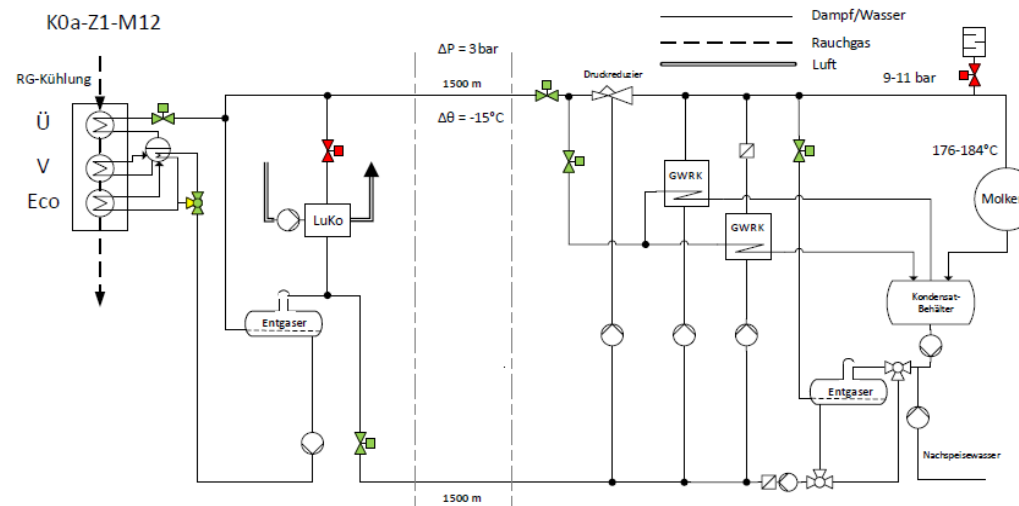 K0a-Z1-M12
RG-Kühlung
Ü
V
Eco
LuKo
Entgaser
ΔP = 3bar
1500 m
Δθ = -15°C
1500 m
Dampf/Wasser
Rauchgas
Luft
Druckreduzier
9-11 bar
176-184°C
GWRK
GWRK
Molker
Kondensat-
Behälter
Entgaser
Nachspeisewasser